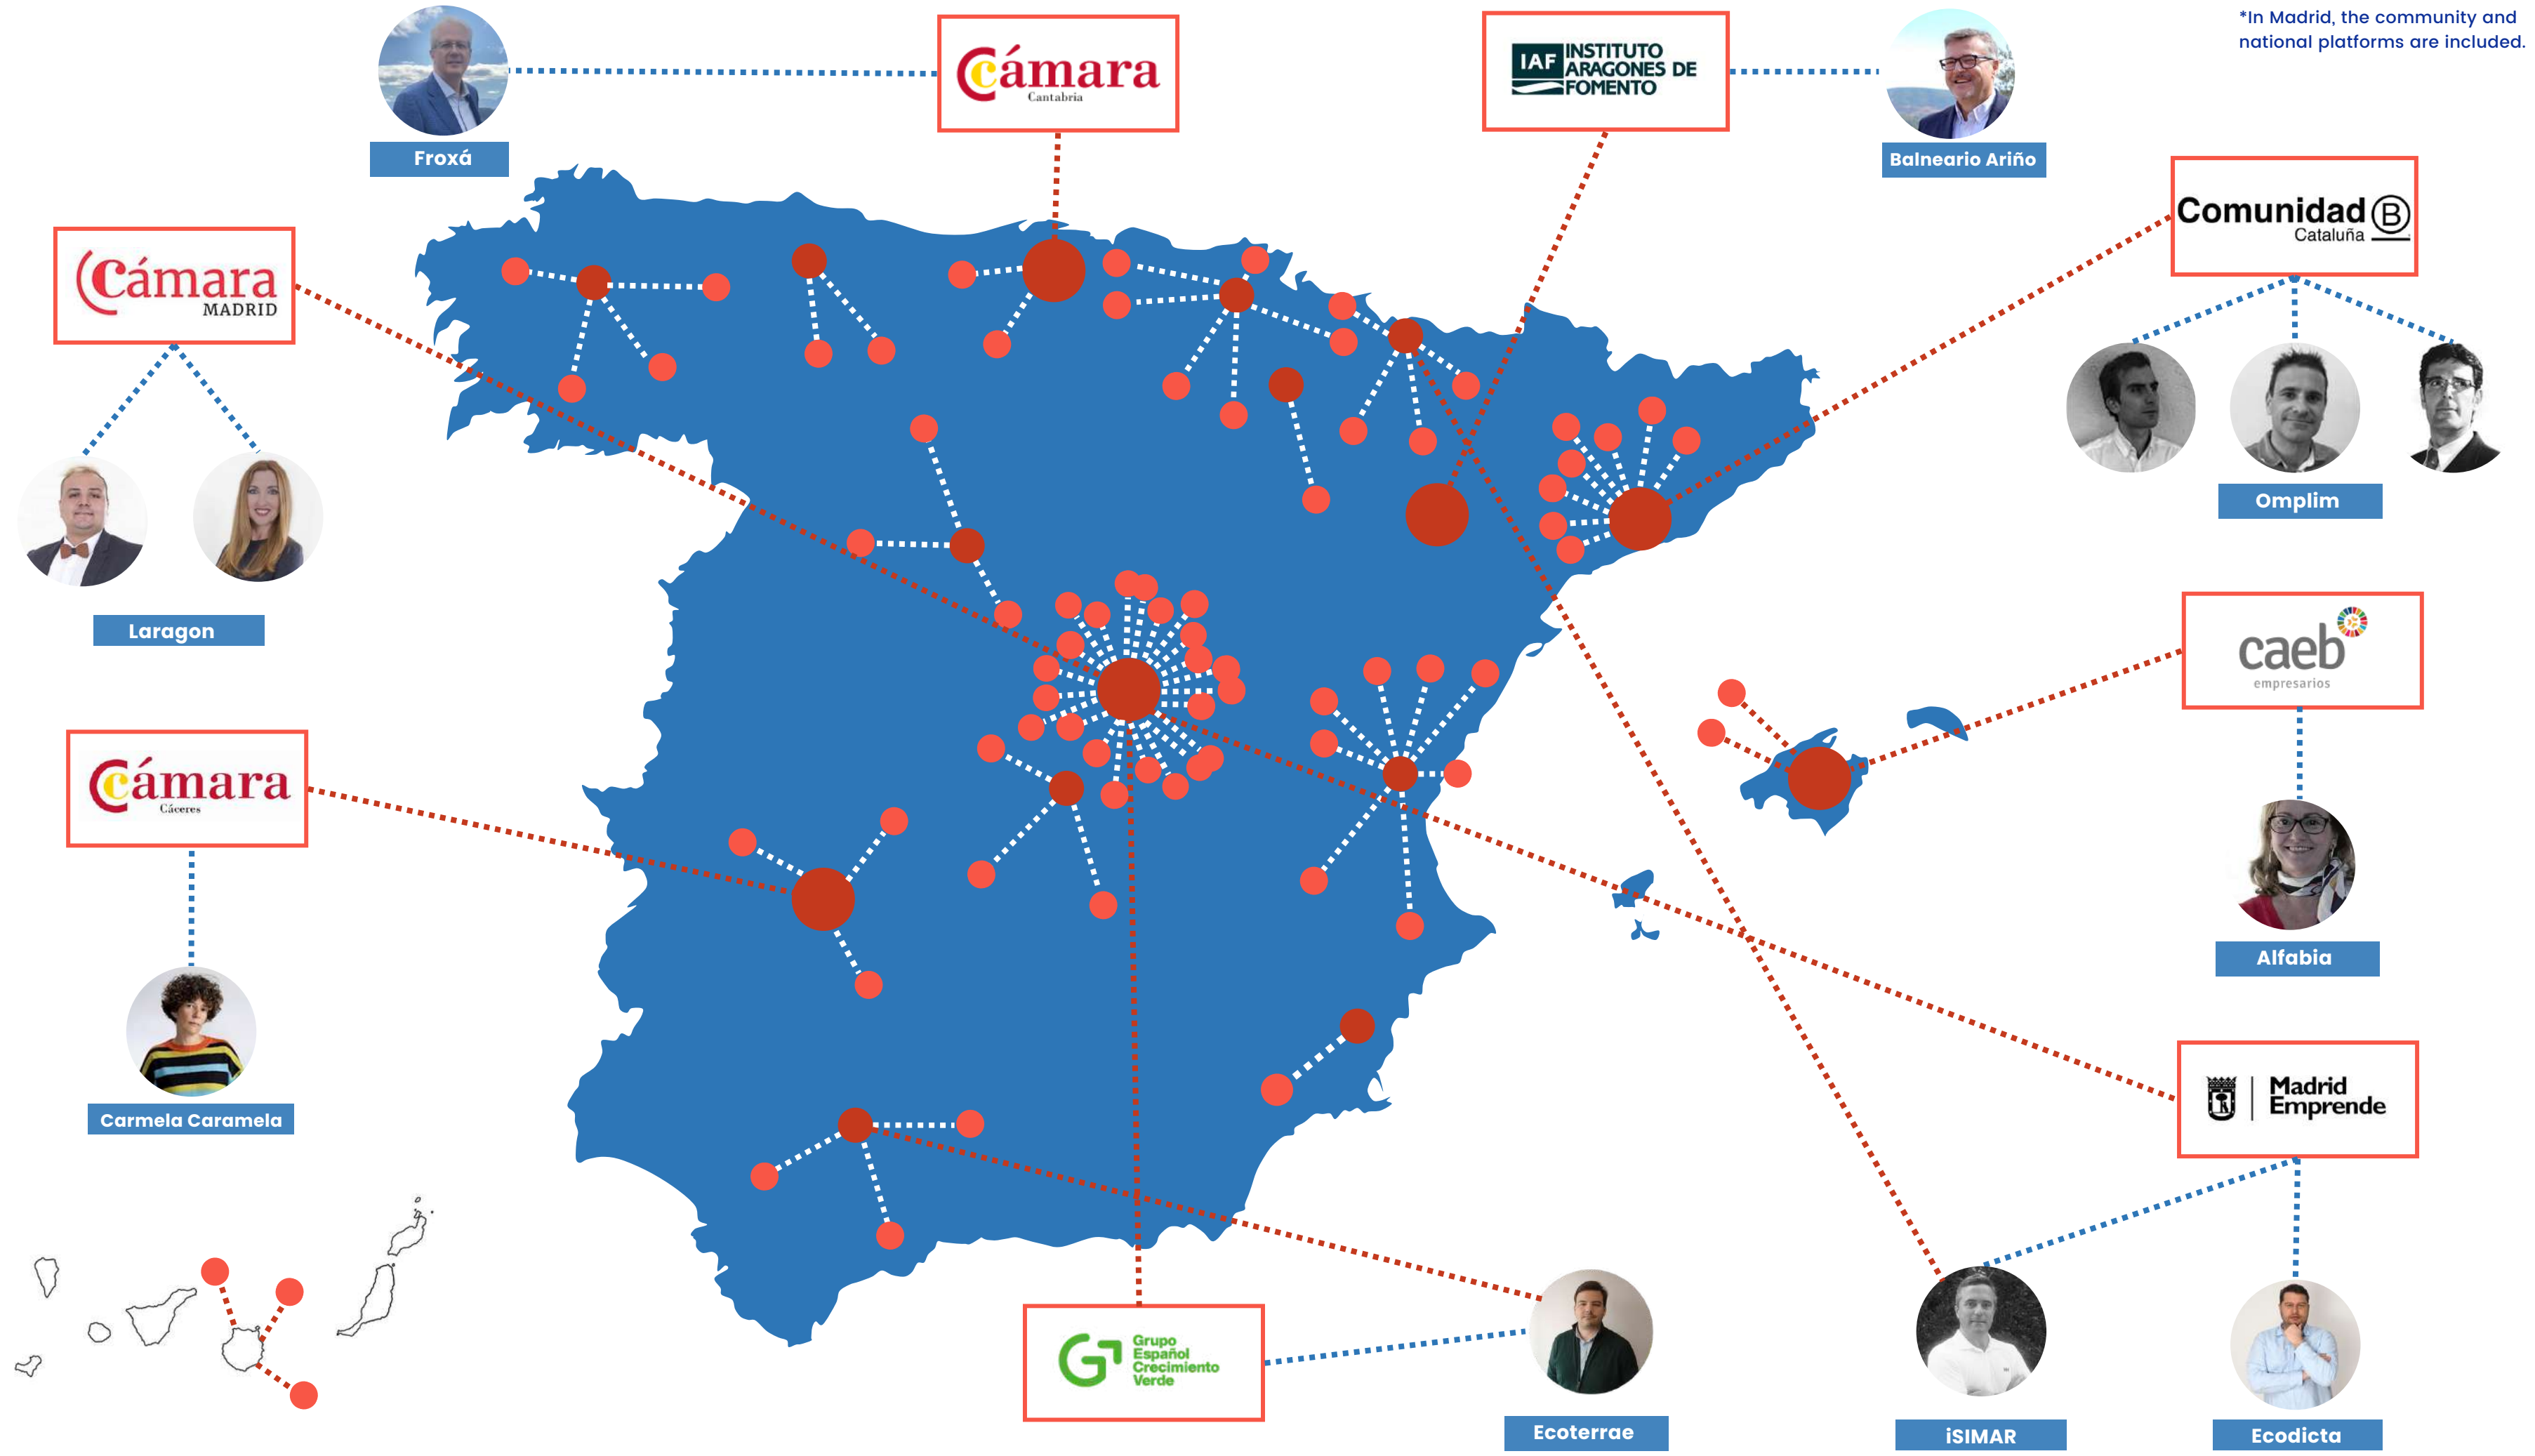 *In Madrid, the community and
national platforms are included.
Cámara
Cantabria
IAF
INSTITUTO
ARAGONES DE
FOMENTO
Froxá
Balneario Ariño
Cámara
MADRID
Comunidad B
Cataluña
Omplim
Laragon
caeb
empresarios
Cámara
Cáceres
Alfabia
Carmela Caramela
Madrid
Emprende
Grupo
Español
Crecimiento
Verde
Ecoterrae
iSIMAR
Ecodicta